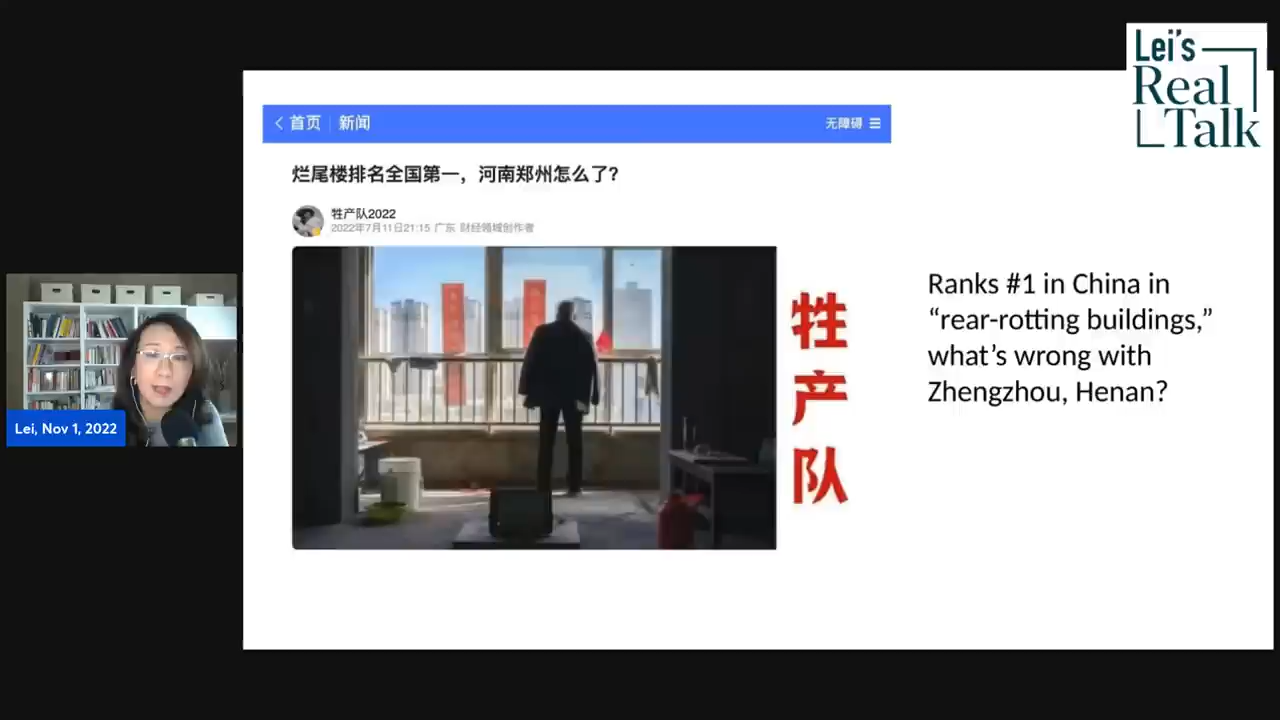 Lei's
Real
Talk
首页 新闻
无障碍
烂尾楼排名全国第一，河南郑州怎么了？
牲产队2022
2022年7月11日21:15 广东 财经领域创作者
牲
产
队
Ranks #1 in China in
“rear-rotting buildings,”
what’s wrong with
Zhengzhou, Henan?
Lei, Nov 1, 2022